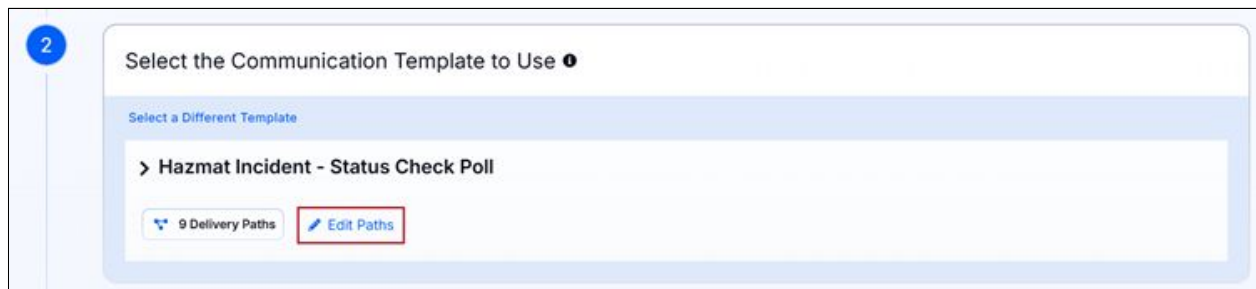 2
Select the Communication Template to Use
Select a Different Template
Hazmat Incident - Status Check Poll
9 Delivery Paths
Edit Paths